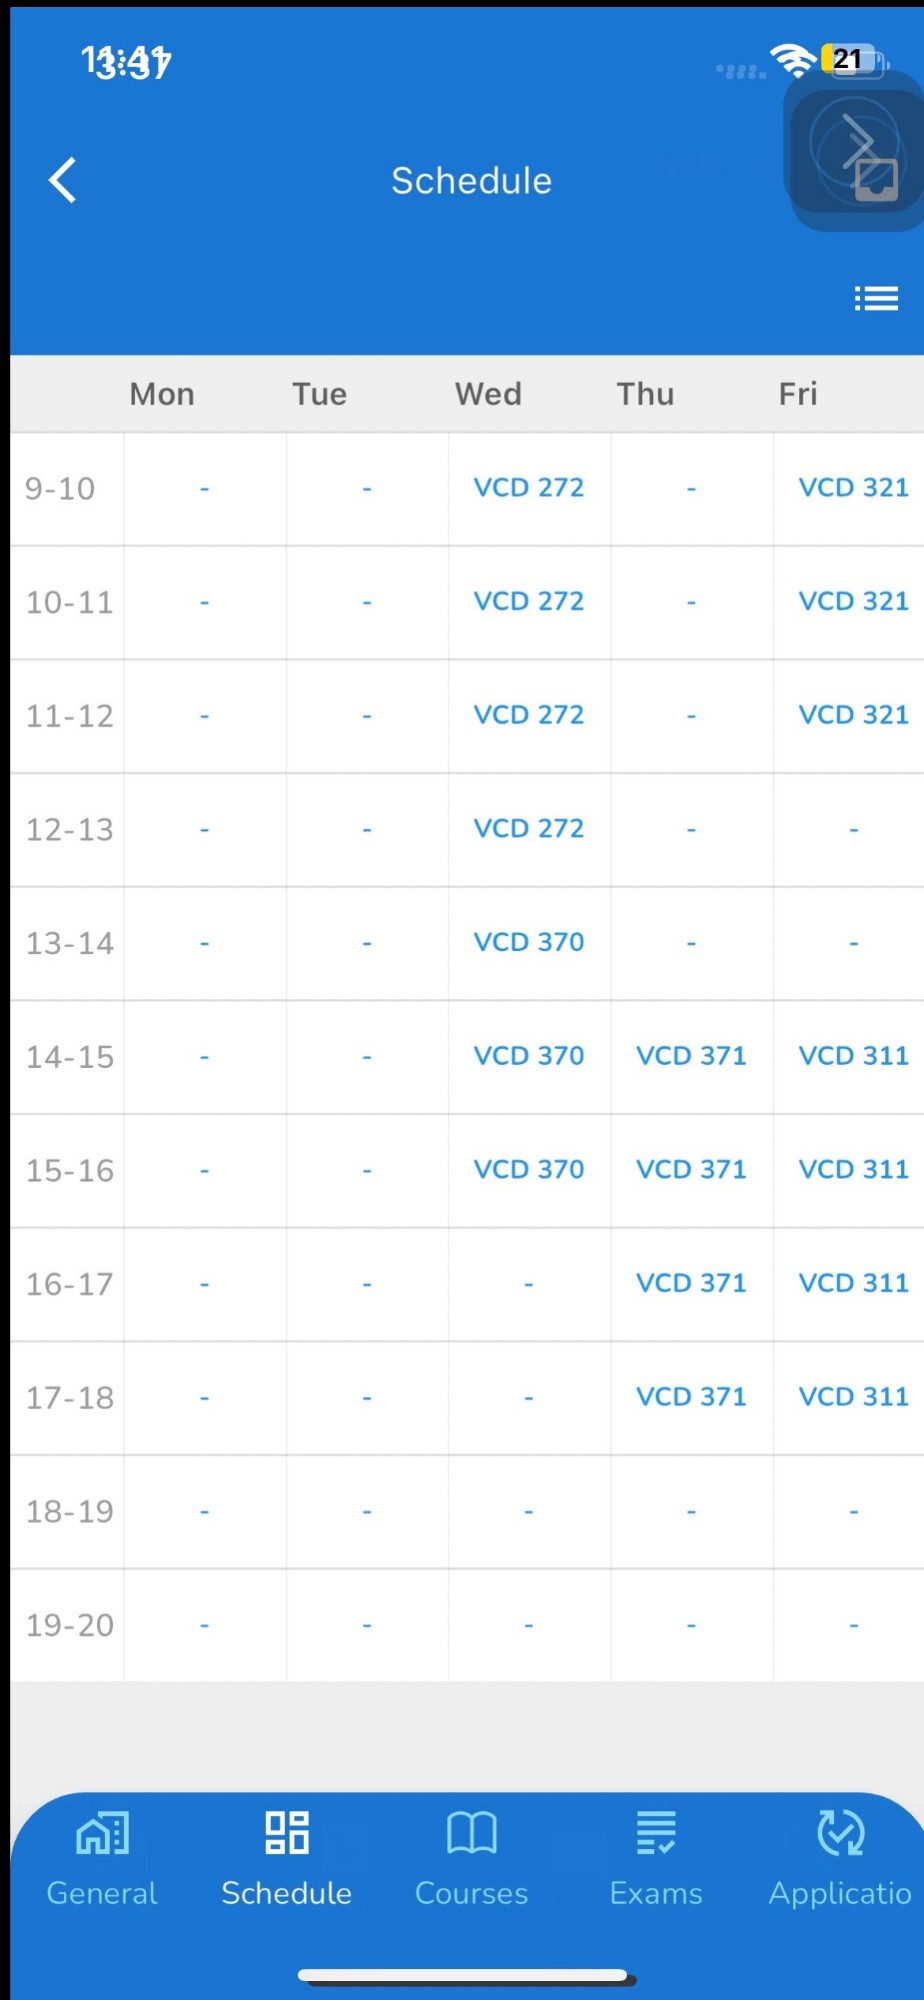 21
Schedule
Mon Tue Wed Thu Fri
9-10 - - VCD 272 - VCD 321
10-11 - - VCD 272 - VCD 321
11-12 - - VCD 272 - VCD 321
12-13 - - VCD 272 - -
13-14 - - VCD 370 - -
14-15 - - VCD 370 VCD 371 VCD 311
15-16 - - VCD 370 VCD 371 VCD 311
16-17 - - - VCD 371 VCD 311
17-18 - - - VCD 371 VCD 311
18-19 - - - - -
19-20 - - - - -
General Schedule Courses Exams Applicatio